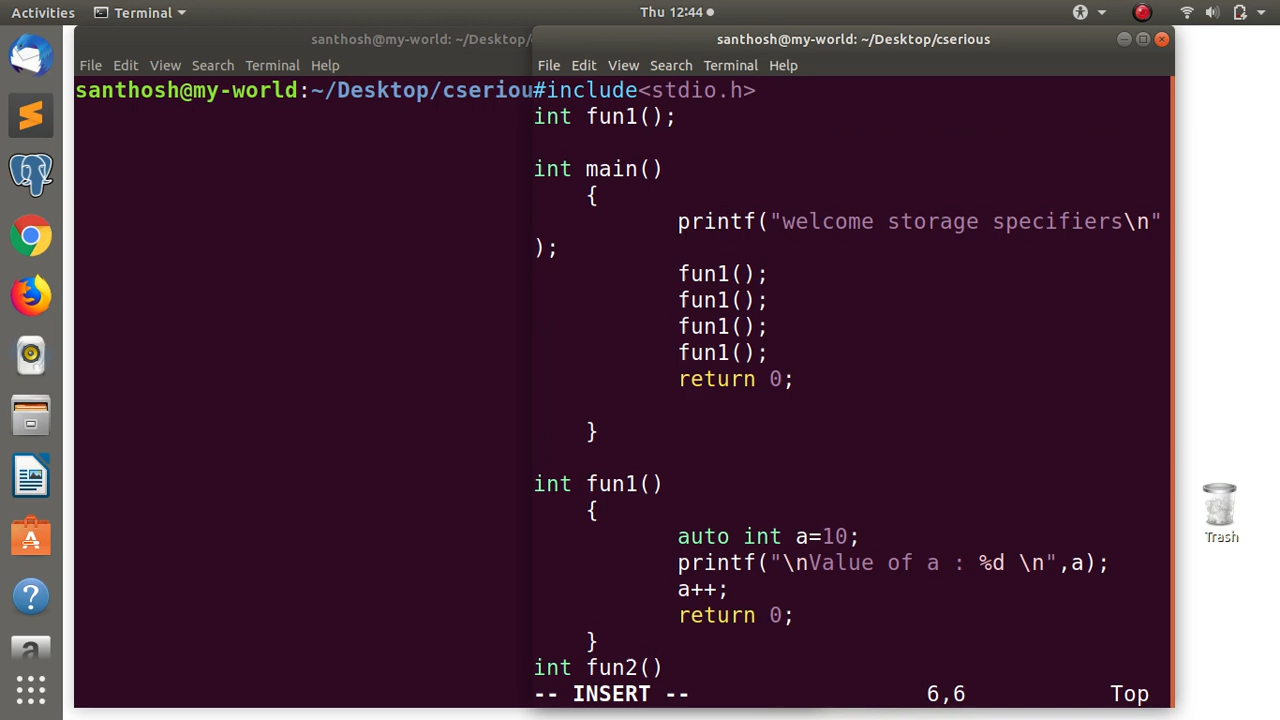 Activities Terminal Thu 12:44
santhosh@my-world: ~/Desktop/
File Edit View Search Terminal Help
santhosh@my-world:~/Desktop/cseriou
santhosh@my-world: ~/Desktop/cserious
File Edit View Search Terminal Help
#include<stdio.h>
int fun1();
int main()
{
printf("welcome storage specifiers\n"
);
fun1();
fun1();
fun1();
fun1();
return 0;
}
int fun1()
{
auto int a=10;
printf("\nValue of a : %d \n",a);
a++;
return 0;
}
int fun2()
-- INSERT -- 6,6 Top
Trash